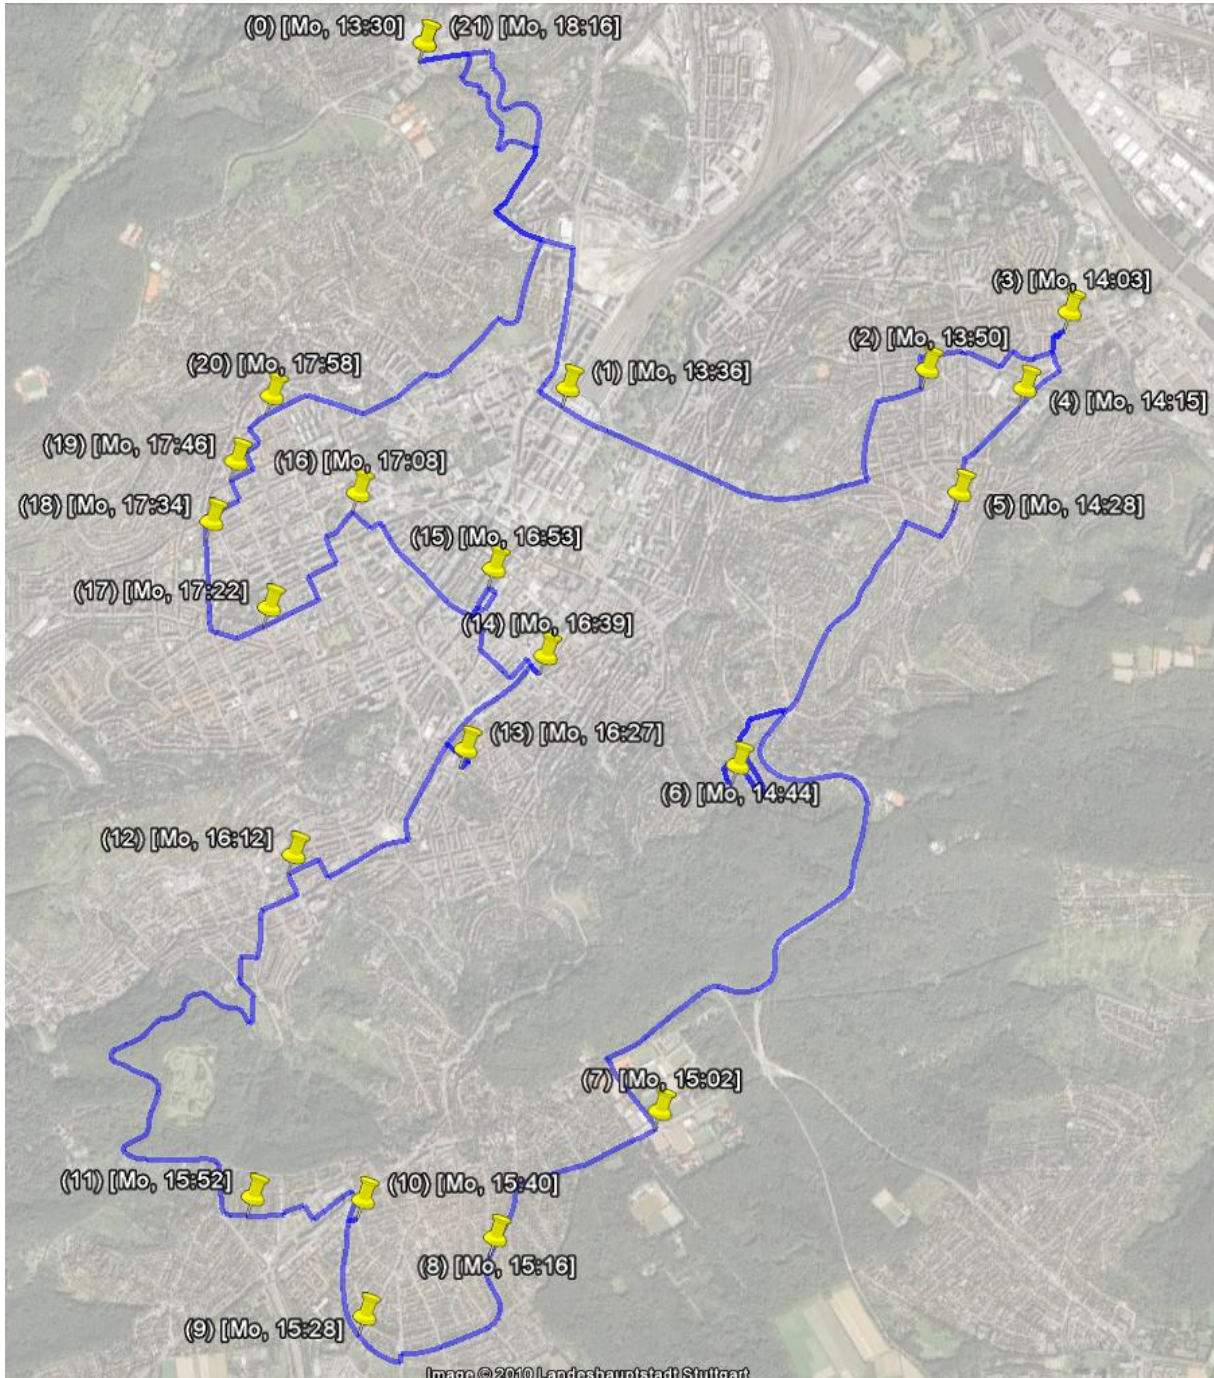 (0) [Mo, 13:30] (21) [Mo, 18:16]
(3) [Mo, 14:03]
(2) [Mo, 13:50]
(20) [Mo, 17:58]
(1) [Mo, 13:36]
(4) [Mo, 14:15]
(19) [Mo, 17:46]
(16) [Mo, 17:08]
(18) [Mo, 17:34]
(5) [Mo, 14:28]
(15) [Mo, 16:53]
(17) [Mo, 17:22]
(14) [Mo, 16:39]
(13) [Mo, 16:27]
(6) [Mo, 14:44]
(12) [Mo, 16:12]
(7) [Mo, 15:02]
(11) [Mo, 15:52]
(10) [Mo, 15:40]
(8) [Mo, 15:16]
(9) [Mo, 15:28]
Image © 2010 Landeshauptstadt Stuttgart